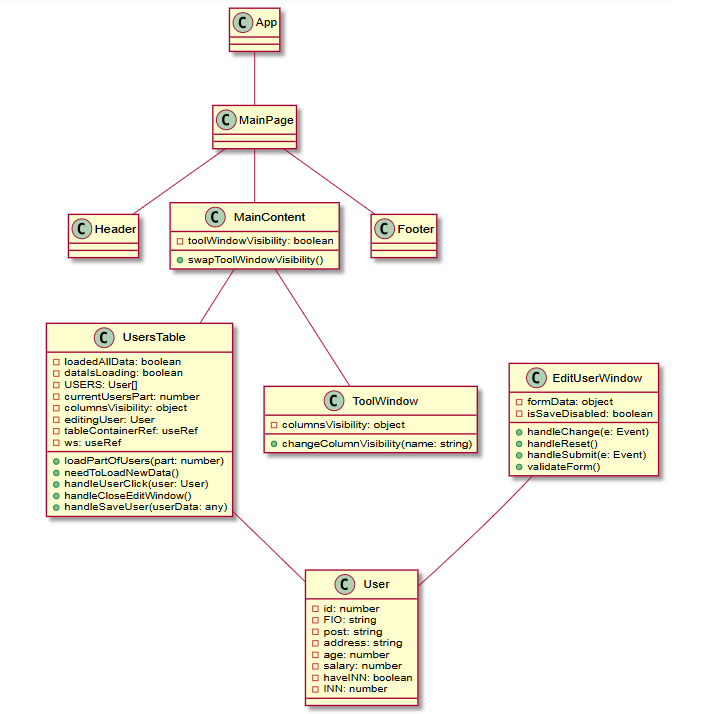 C App
C MainPage
C Header
C MainContent
toolWindowVisibility: boolean
swapToolWindowVisibility()
C Footer
C UsersTable
loadedAllData: boolean
dataIsLoading: boolean
USERS: User[]
currentUsersPart: number
columnsVisibility: object
editingUser: User
tableContainerRef: useRef
ws: useRef
loadPartOfUsers(part: number)
needToLoadNewData()
handleUserClick(user: User)
handleCloseEditWindow()
handleSaveUser(userData: any)
C ToolWindow
columnsVisibility: object
changeColumnVisibility(name: string)
C EditUserWindow
formData: object
isSaveDisabled: boolean
handleChange(e: Event)
handleReset()
handleSubmit(e: Event)
validateForm()
C User
id: number
FIO: string
post: string
address: string
age: number
salary: number
haveINN: boolean
INN: number